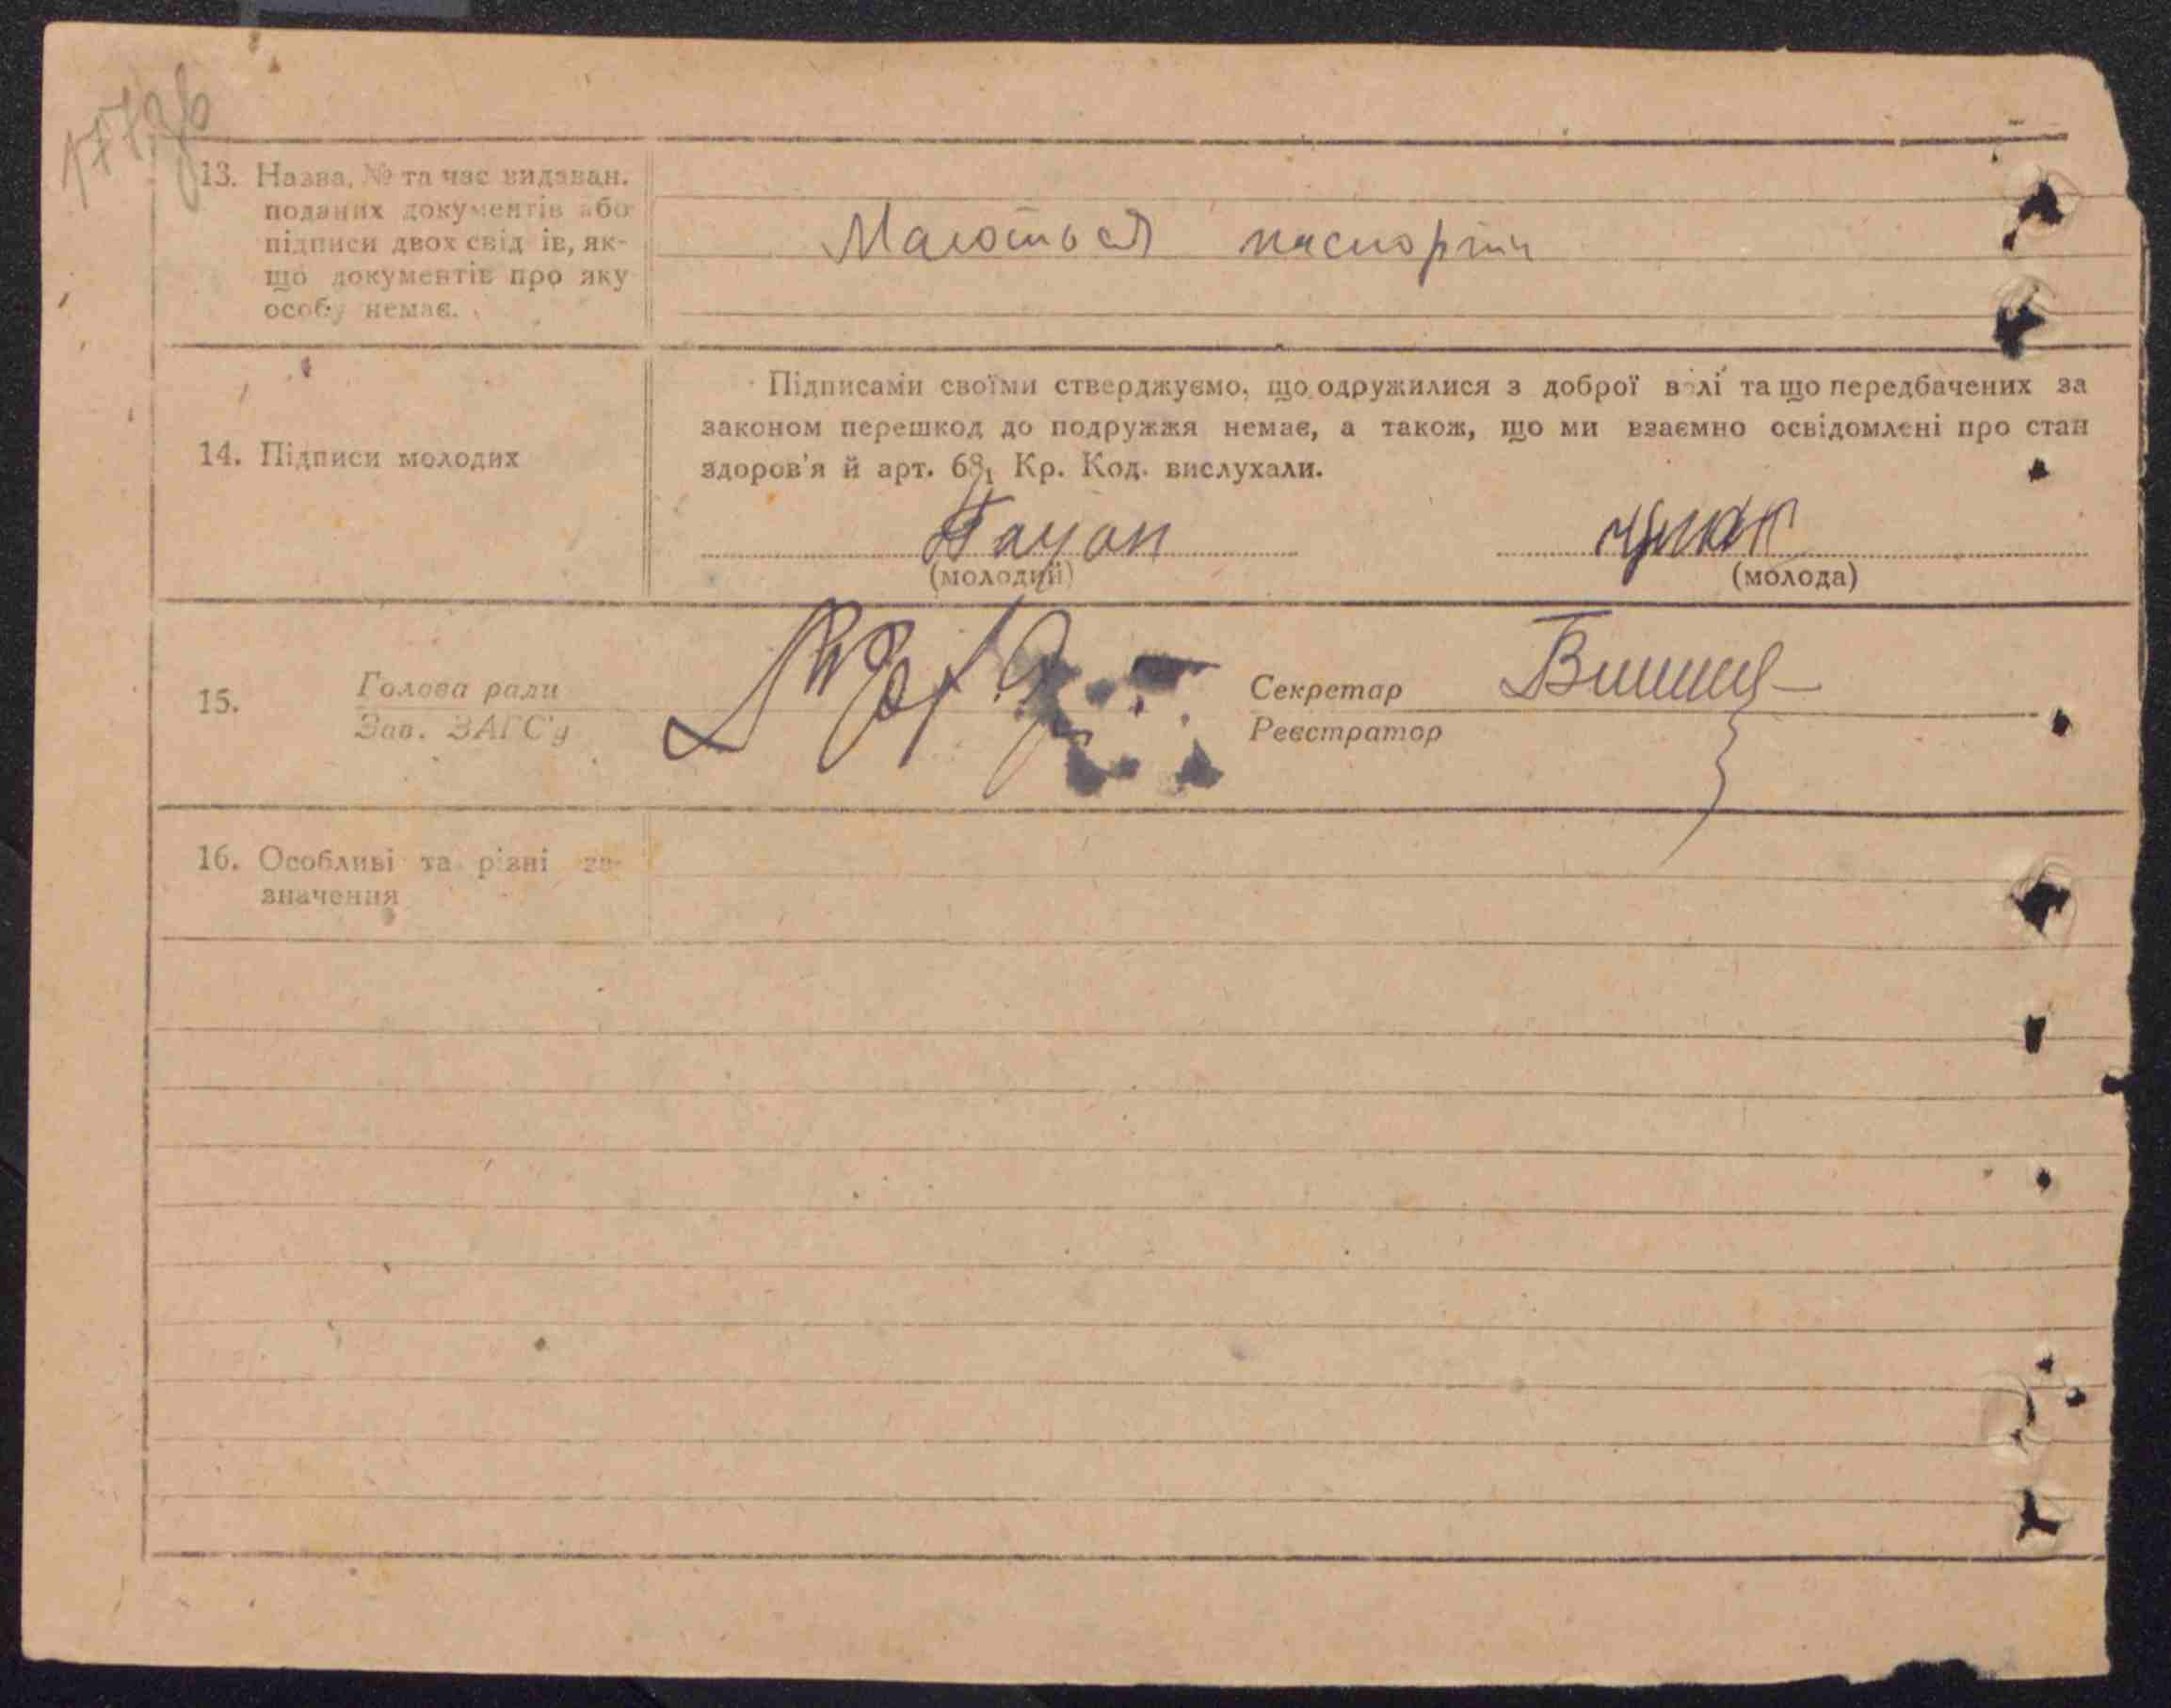 13. Назва, № та час видаван.
поданих документів або
підписи двох свід ів, як-
що документів про яку
особу немає.
Маються паспорти
14. Підписи молодих
Підписами своїми стверджуємо, що одружилися з доброї волі та що передбачених за
законом перешкод до подружжя немає, а також, що ми взаємно освідомлені про стан
здоров'я й арт. 68₁ Кр. Код. вислухали.
(молодий)
(молода)
15.
Голова ради
Зав. ЗАГС'у
Секретар
Реєстратор
16. Особливі та різні за-
значення